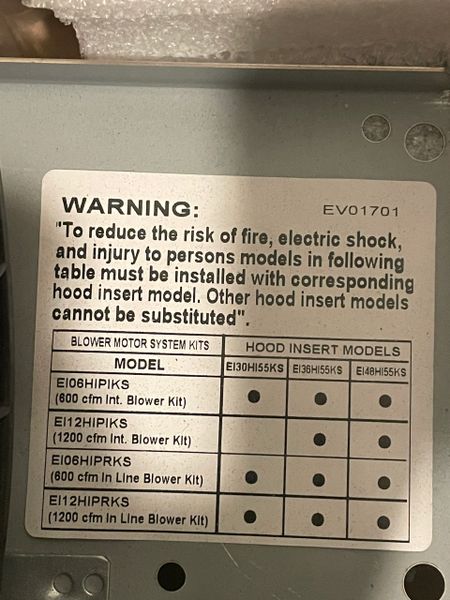 WARNING: EV01701
"To reduce the risk of fire, electric shock,
and injury to persons models in following
table must be installed with corresponding
hood insert model. Other hood insert models
cannot be substituted".
BLOWER MOTOR SYSTEM KITS HOOD INSERT MODELS
MODEL EI30HI55KS EI36HI55KS EI48HI55KS
EI06HIPIKS
(600 cfm Int. Blower Kit) ● ● ●
EI12HIPIKS
(1200 cfm Int. Blower Kit) ● ●
EI06HIPRKS
(600 cfm In Line Blower Kit) ● ● ●
EI12HIPRKS
(1200 cfm In Line Blower Kit) ● ● ●